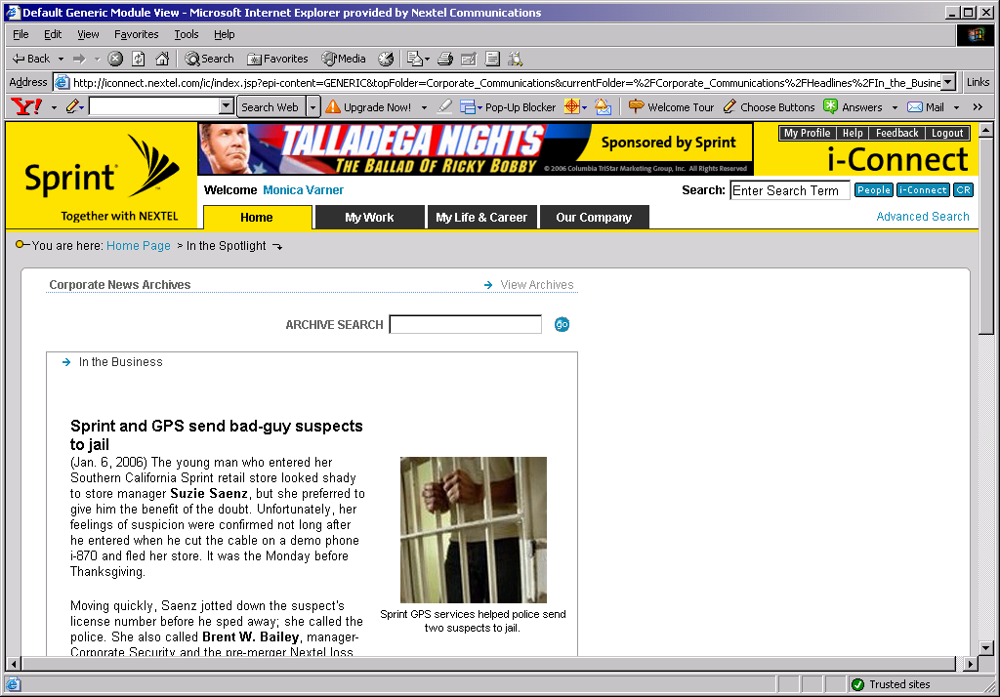 Default Generic Module View - Microsoft Internet Explorer provided by Nextel Communications
File Edit View Favorites Tools Help
Back Search Favorites Media
Address http://iconnect.nextel.com/ic/index.jsp?epi-content=GENERIC&topFolder=Corporate_Communications&currentFolder=%2FCorporate_Communications%2FHeadlines%2FIn_the_Busine Links
Y! Search Web Upgrade Now! Pop-Up Blocker Welcome Tour Choose Buttons Answers Mail »
Sprint
Together with NEXTEL
TALLADEGA NIGHTS
THE BALLAD OF RICKY BOBBY
Sponsored by Sprint
© 2006 Columbia TriStar Marketing Group, Inc. All Rights Reserved
My Profile Help Feedback Logout
i-Connect
Welcome Monica Varner
Search: Enter Search Term People i-Connect CR
Home My Work My Life & Career Our Company
Advanced Search
You are here: Home Page > In the Spotlight
Corporate News Archives View Archives
ARCHIVE SEARCH go
In the Business
Sprint and GPS send bad-guy suspects
to jail
(Jan. 6, 2006) The young man who entered her
Southern California Sprint retail store looked shady
to store manager Suzie Saenz, but she preferred to
give him the benefit of the doubt. Unfortunately, her
feelings of suspicion were confirmed not long after
he entered when he cut the cable on a demo phone
i-870 and fled her store. It was the Monday before
Thanksgiving.
Moving quickly, Saenz jotted down the suspect's
license number before he sped away; she called the
police. She also called Brent W. Bailey, manager-
Corporate Security and the pre-merger Nextel loss
Sprint GPS services helped police send
two suspects to jail.
Trusted sites